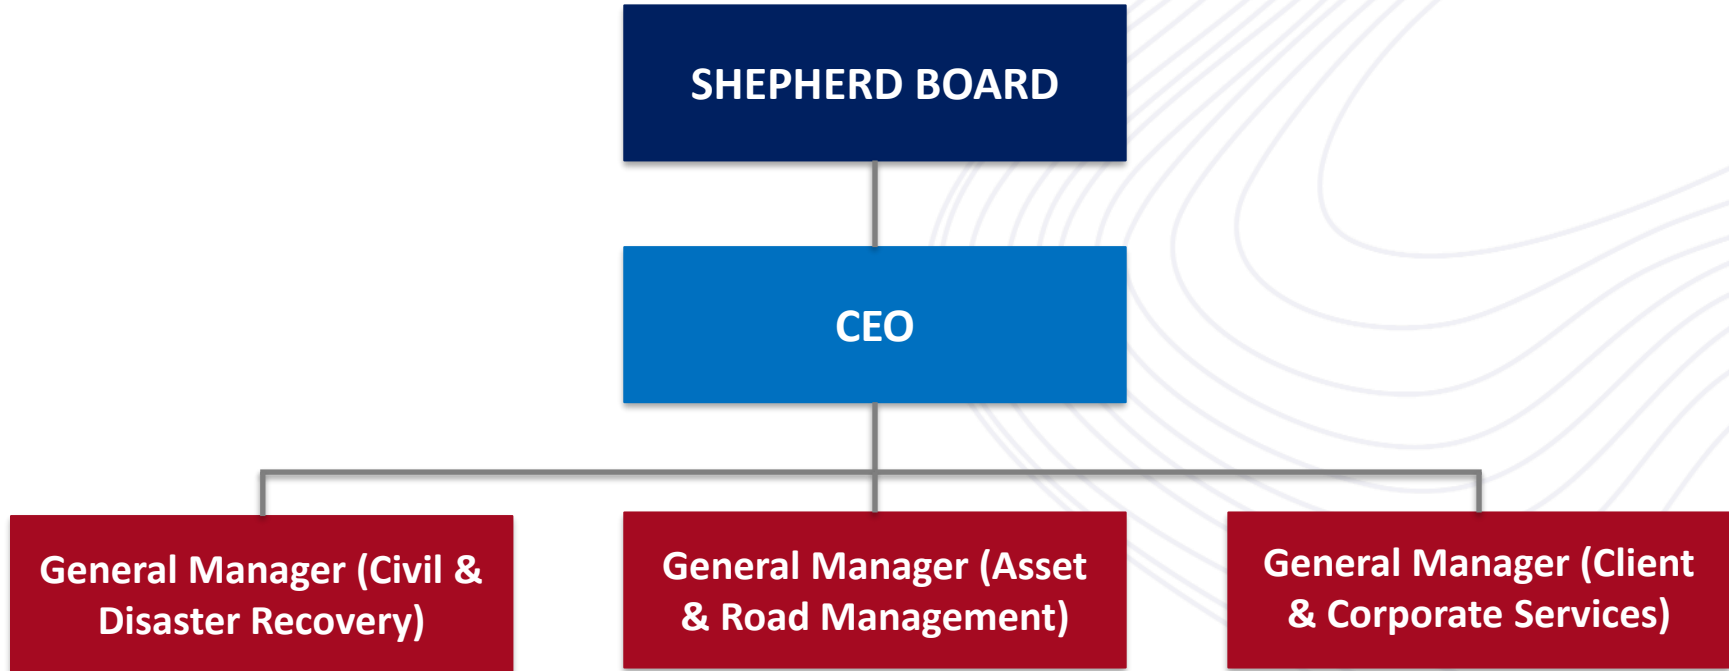 SHEPHERD BOARD
CEO
General Manager (Civil &
Disaster Recovery)
General Manager (Asset
& Road Management)
General Manager (Client
& Corporate Services)